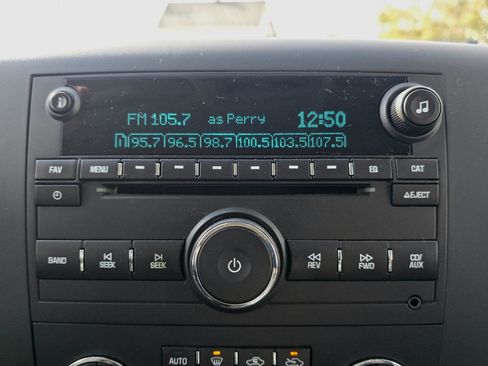 FM 105.7 as Perry 12:50
1 95.7 96.5 98.7 100.5 103.5 107.5
FAV MENU EQ CAT
EJECT
BAND SEEK SEEK REV FWD CD/
AUX
AUTO